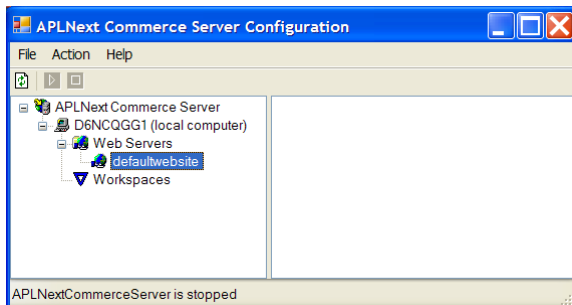 APLNext Commerce Server Configuration
File Action Help
APLNext Commerce Server
D6NCQGG1 (local computer)
Web Servers
defaultwebsite
Workspaces
APLNextCommerceServer is stopped